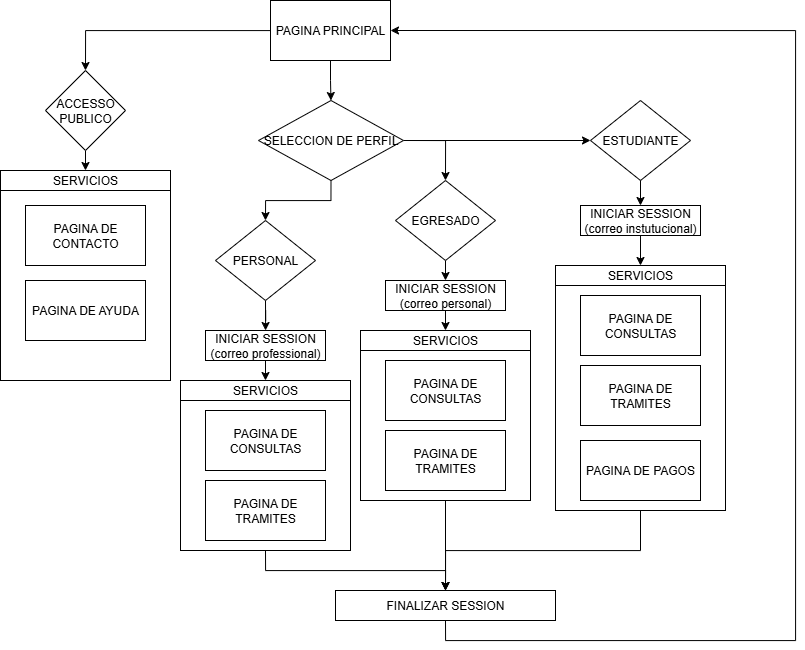 PAGINA PRINCIPAL
ACCESSO
PUBLICO
SERVICIOS
PAGINA DE
CONTACTO
PAGINA DE AYUDA
SELECCION DE PERFIL
PERSONAL
INICIAR SESSION
(correo professional)
SERVICIOS
PAGINA DE
CONSULTAS
PAGINA DE
TRAMITES
EGRESADO
INICIAR SESSION
(correo personal)
SERVICIOS
PAGINA DE
CONSULTAS
PAGINA DE
TRAMITES
ESTUDIANTE
INICIAR SESSION
(correo instutucional)
SERVICIOS
PAGINA DE
CONSULTAS
PAGINA DE
TRAMITES
PAGINA DE PAGOS
FINALIZAR SESSION